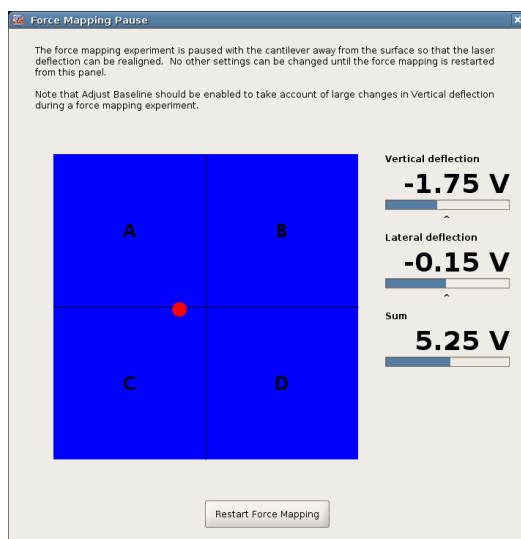 Force Mapping Pause
The force mapping experiment is paused with the cantilever away from the surface so that the laser
deflection can be realigned.  No other settings can be changed until the force mapping is restarted
from this panel.
Note that Adjust Baseline should be enabled to take account of large changes in Vertical deflection
during a force mapping experiment.
Vertical deflection
-1.75 V
A
B
Lateral deflection
-0.15 V
Sum
5.25 V
C
D
Restart Force Mapping